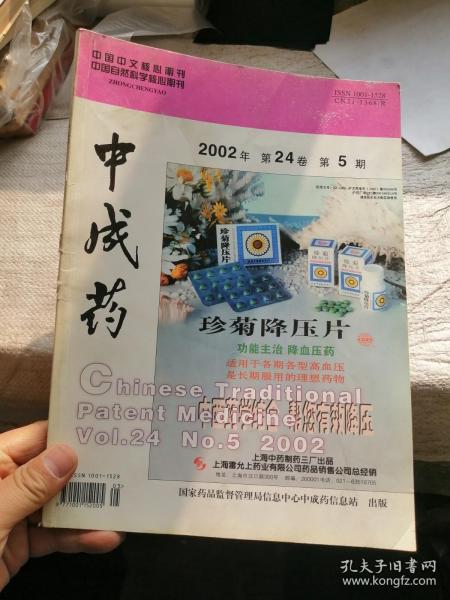 中国中文核心期刊
中国自然科学核心期刊
ZHONGCHENGYAO
ISSN 1001-1528
CN31-1368/R
2002年 第24卷 第5期
中成药
珍菊降压片
珍菊降压片
功能主治 降血压药
适用于各期各型高血压
是长期服用的理想药物
Chinese Traditional
Patent Medicine
Vol.24 No.5 2002
上海中药制药三厂出品
上海雷允上药业有限公司药品销售公司总经销
ISSN 1001-1528
05>
9 771001 152005
国家药品监督管理局信息中心中成药信息站 出版
孔夫子旧书网
www.kongfz.com